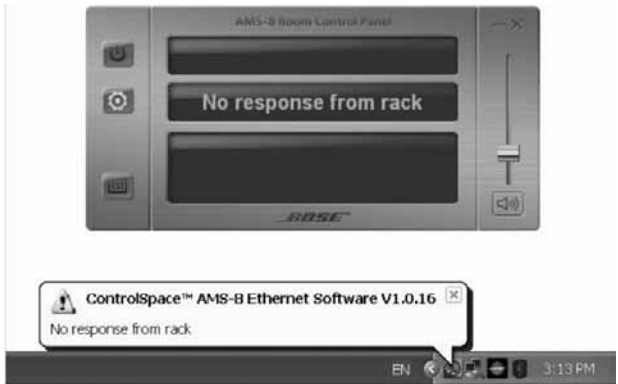 AMS-8 Room Control Panel
No response from rack
BOSE
ControlSpace™ AMS-8 Ethernet Software V1.0.16
No response from rack
EN
3:13 PM